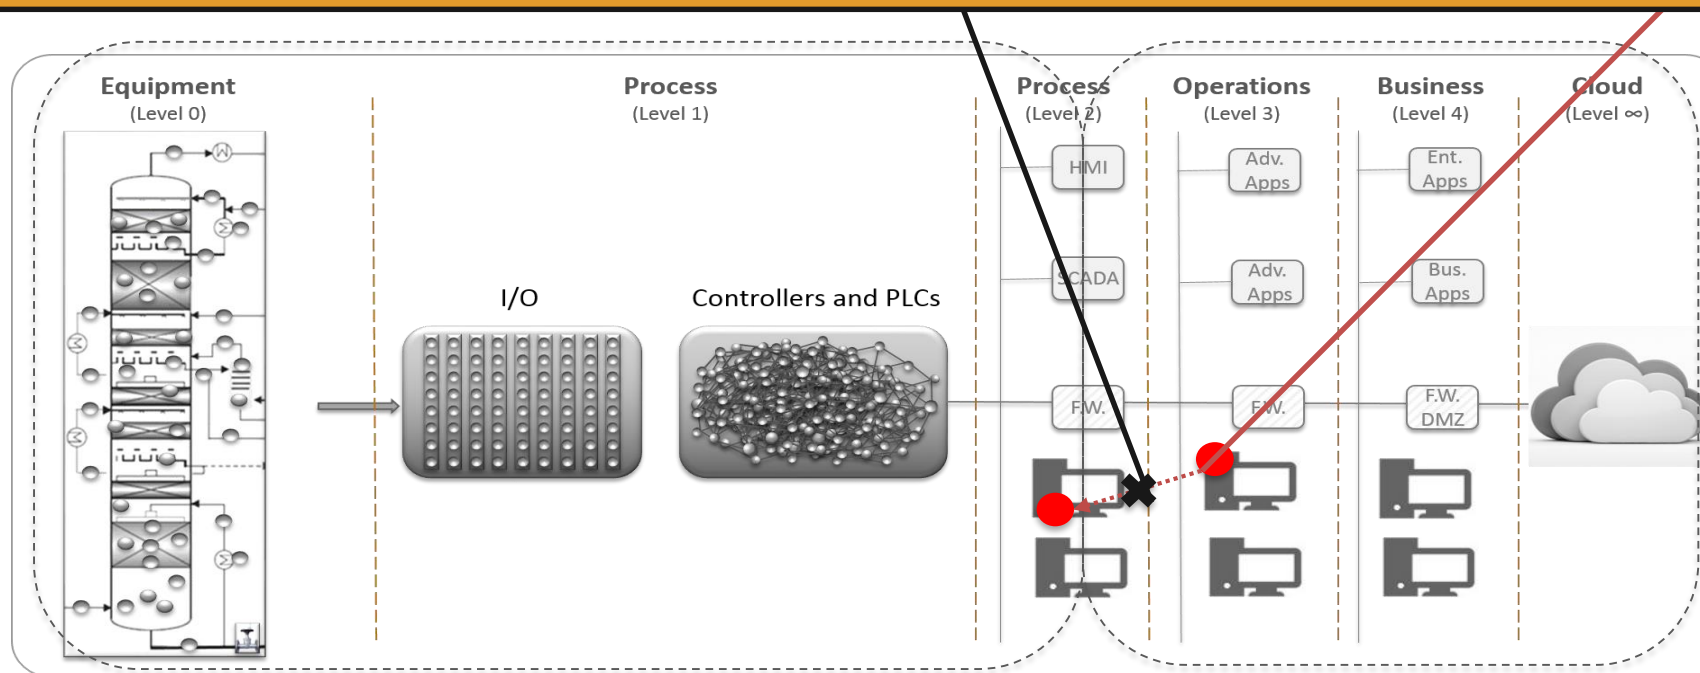 Equipment
(Level 0)
Process
(Level 1)
Process
(Level 2)
Operations
(Level 3)
Business
(Level 4)
Cloud
(Level ∞)
HMI
Adv.
Apps
Ent.
Apps
SCADA
Adv.
Apps
Bus.
Apps
I/O
Controllers and PLCs
F.W.
F.W.
F.W.
DMZ
M
M
M
M
M